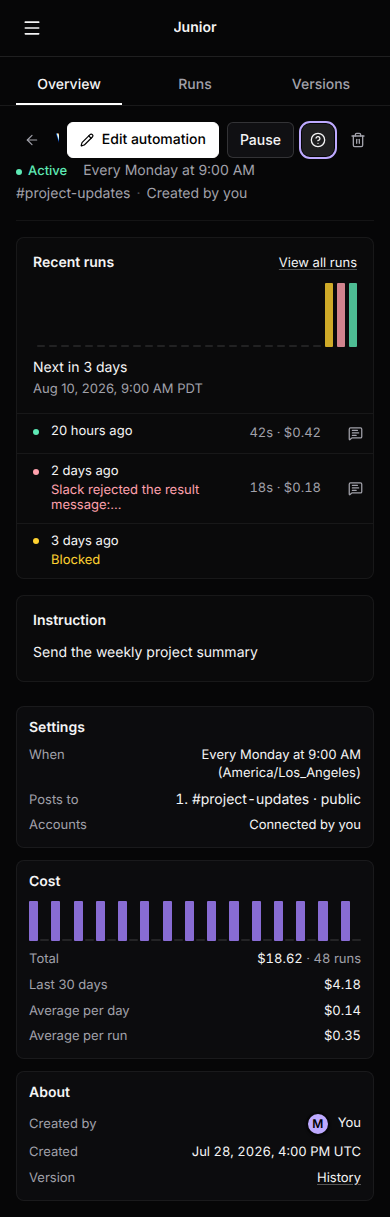 Junior
Overview Runs Versions
Edit automation Pause
Active Every Monday at 9:00 AM
#project-updates · Created by you
Recent runs View all runs
Next in 3 days
Aug 10, 2026, 9:00 AM PDT
20 hours ago 42s · $0.42
2 days ago
Slack rejected the result 18s · $0.18
message:...
3 days ago
Blocked
Instruction
Send the weekly project summary
Settings
When Every Monday at 9:00 AM
(America/Los_Angeles)
Posts to 1. #project-updates · public
Accounts Connected by you
Cost
Total $18.62 · 48 runs
Last 30 days $4.18
Average per day $0.14
Average per run $0.35
About
Created by M You
Created Jul 28, 2026, 4:00 PM UTC
Version History